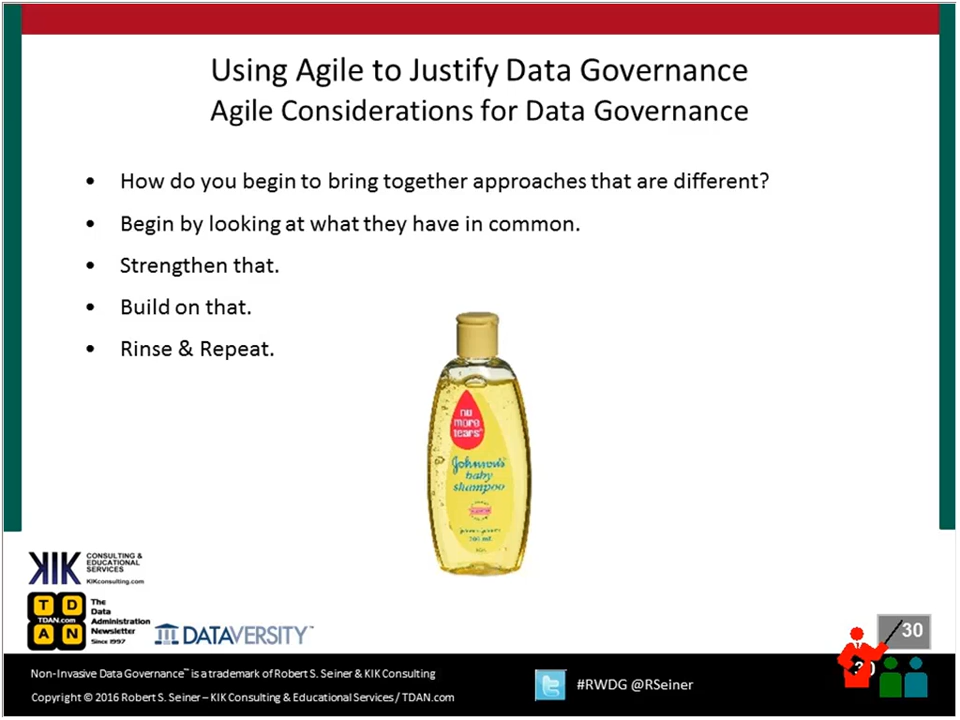 Using Agile to Justify Data Governance
Agile Considerations for Data Governance
• How do you begin to bring together approaches that are different?
• Begin by looking at what they have in common.
• Strengthen that.
• Build on that.
• Rinse & Repeat.
no
more
tears
Johnson's
baby
shampoo
KIK CONSULTING &
EDUCATIONAL
SERVICES
KIKconsulting.com
T D
TDAN.com
A N
The
Data
Administration
Newsletter
Since 1997
DATAVERSITY™
30
30
Non-Invasive Data Governance™ is a trademark of Robert S. Seiner & KIK Consulting
Copyright © 2016 Robert S. Seiner – KIK Consulting & Educational Services / TDAN.com
#RWDG @RSeiner